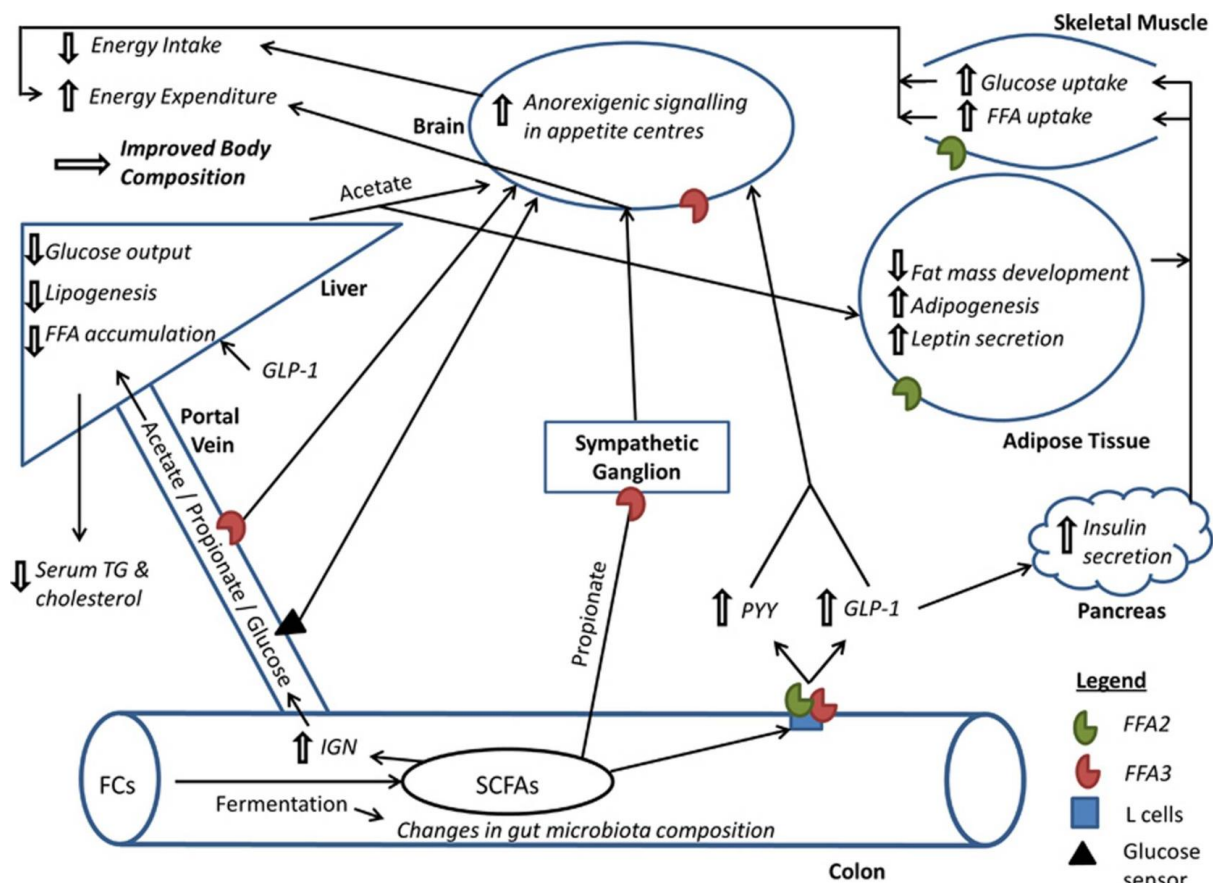 Skeletal Muscle
Energy Intake
Energy Expenditure
Improved Body
Composition
Brain
Anorexigenic signalling
in appetite centres
Glucose uptake
FFA uptake
Acetate
Glucose output
Lipogenesis
FFA accumulation
Liver
GLP-1
Portal
Vein
Fat mass development
Adipogenesis
Leptin secretion
Adipose Tissue
Sympathetic
Ganglion
Acetate / Propionate / Glucose
Serum TG &
cholesterol
Propionate
PYY
GLP-1
Insulin
secretion
Pancreas
IGN
FCs
SCFAs
Fermentation
Changes in gut microbiota composition
Colon
Legend
FFA2
FFA3
L cells
Glucose
sensor